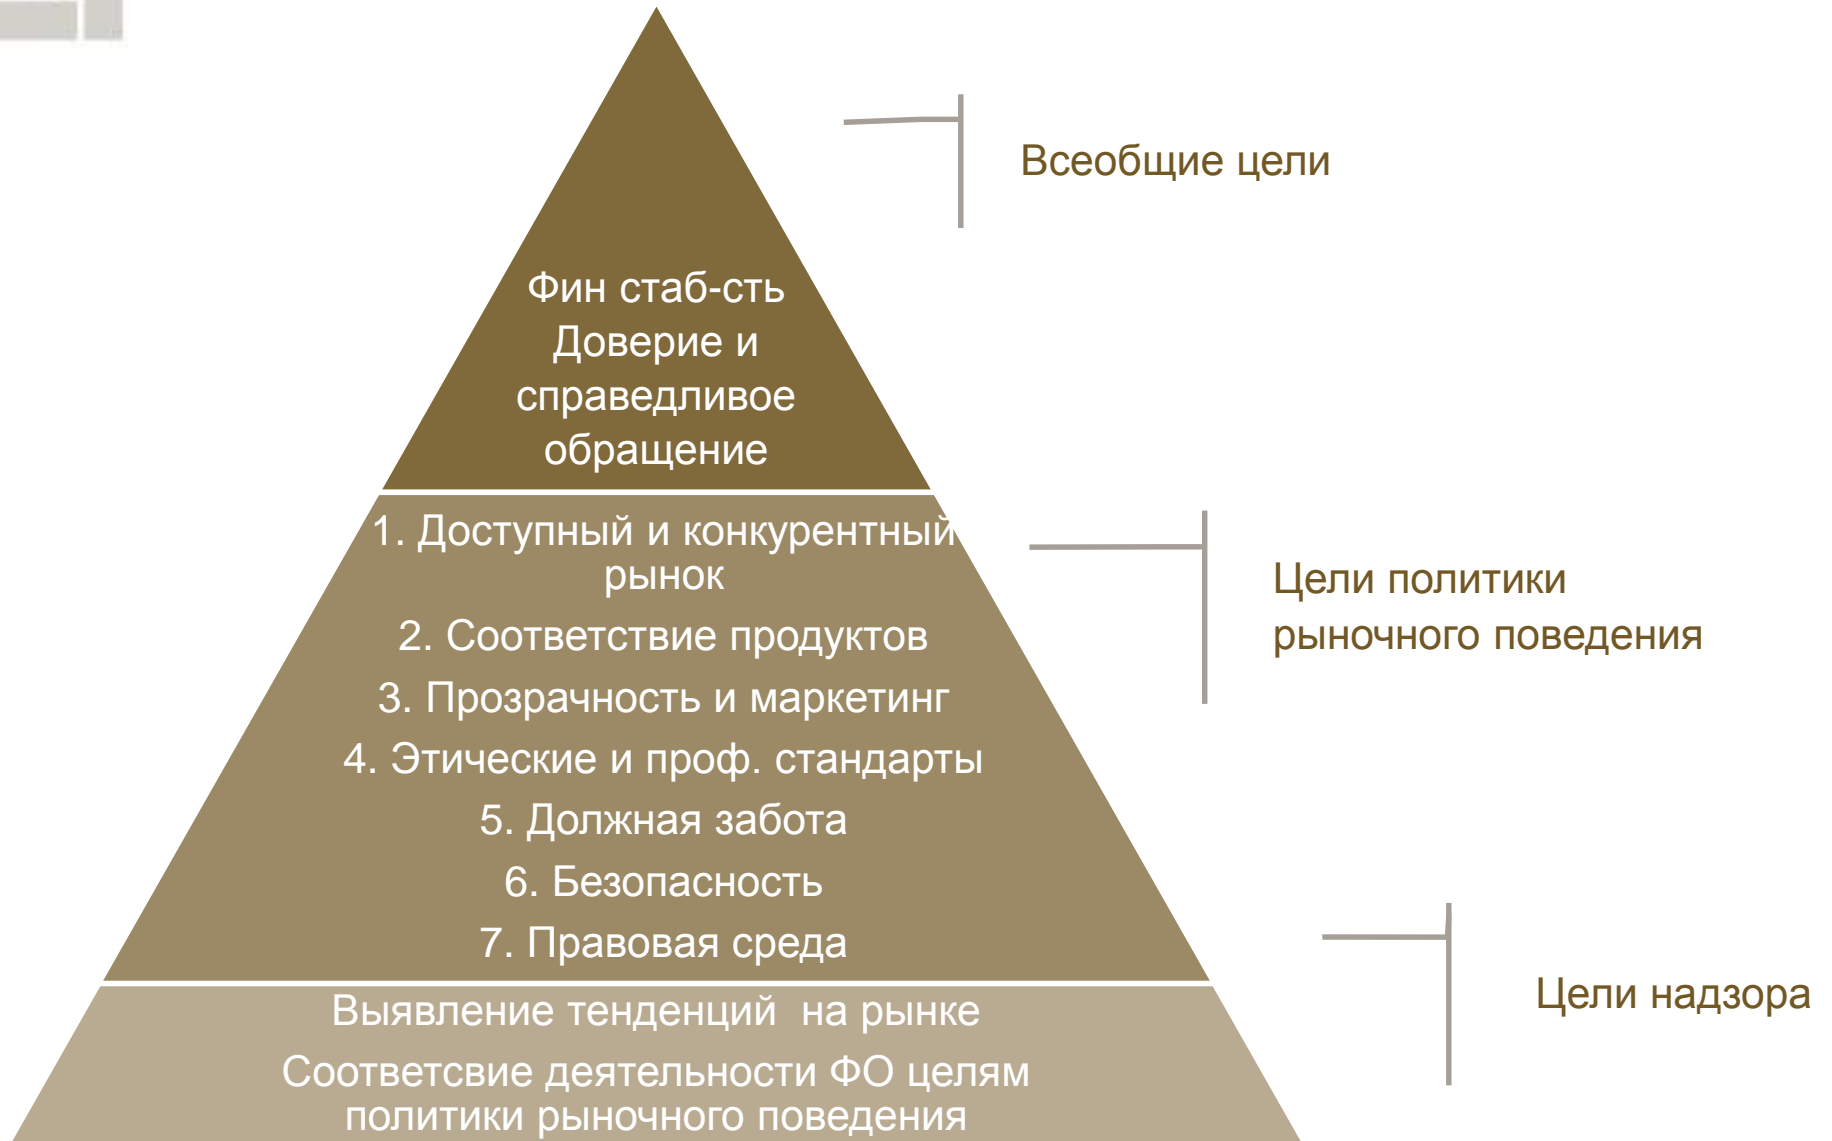 Всеобщие цели
Фин стаб-сть
Доверие и
справедливое
обращение
1. Доступный и конкурентный
рынок
2. Соответствие продуктов
3. Прозрачность и маркетинг
4. Этические и проф. стандарты
5. Должная забота
6. Безопасность
7. Правовая среда
Цели политики
рыночного поведения
Выявление тенденций  на рынке
Соответсвие деятельности ФО целям
политики рыночного поведения
Цели надзора